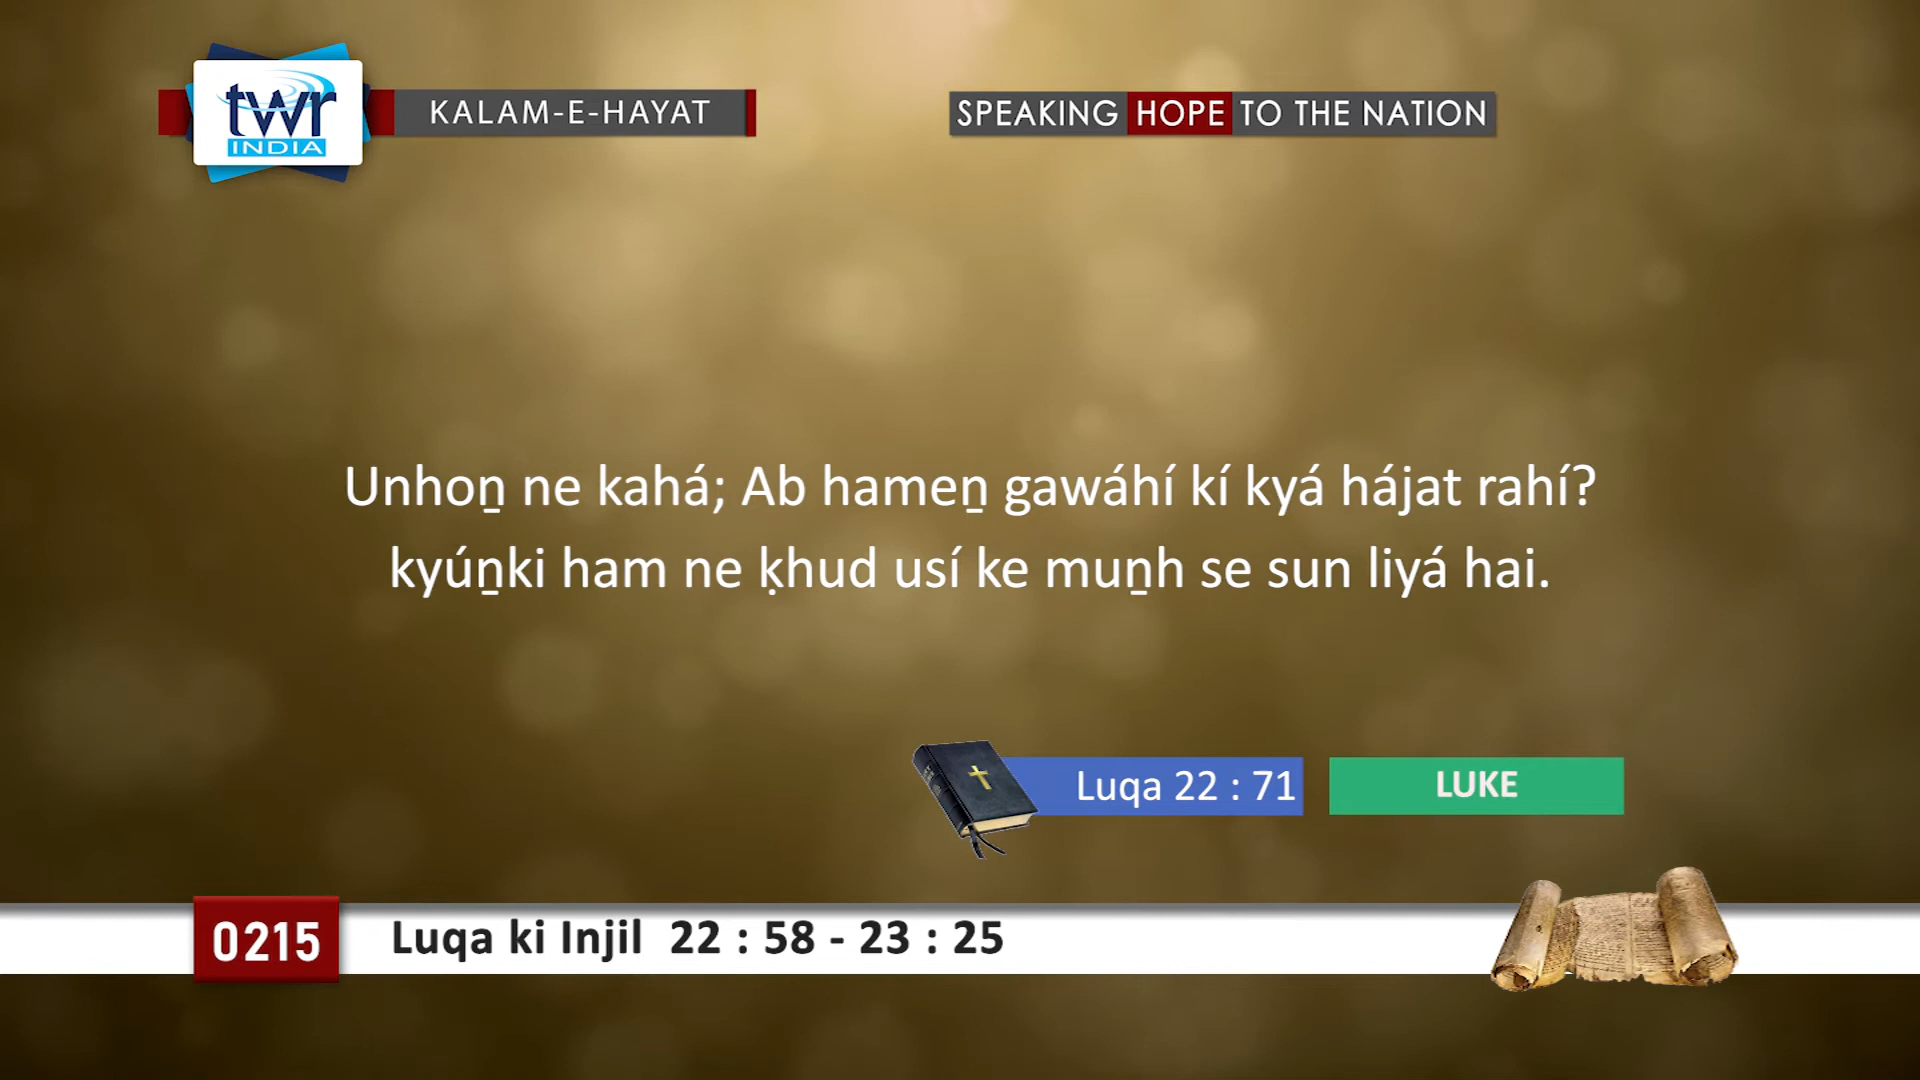 twr
INDIA
KALAM-E-HAYAT
SPEAKING HOPE TO THE NATION
Unhoṉ ne kahá; Ab hameṉ gawáhí kí kyá hájat rahí?
kyúṉki ham ne ḳhud usí ke muṉh se sun liyá hai.
Luqa 22 : 71
LUKE
0215
Luqa ki Injil 22 : 58 - 23 : 25